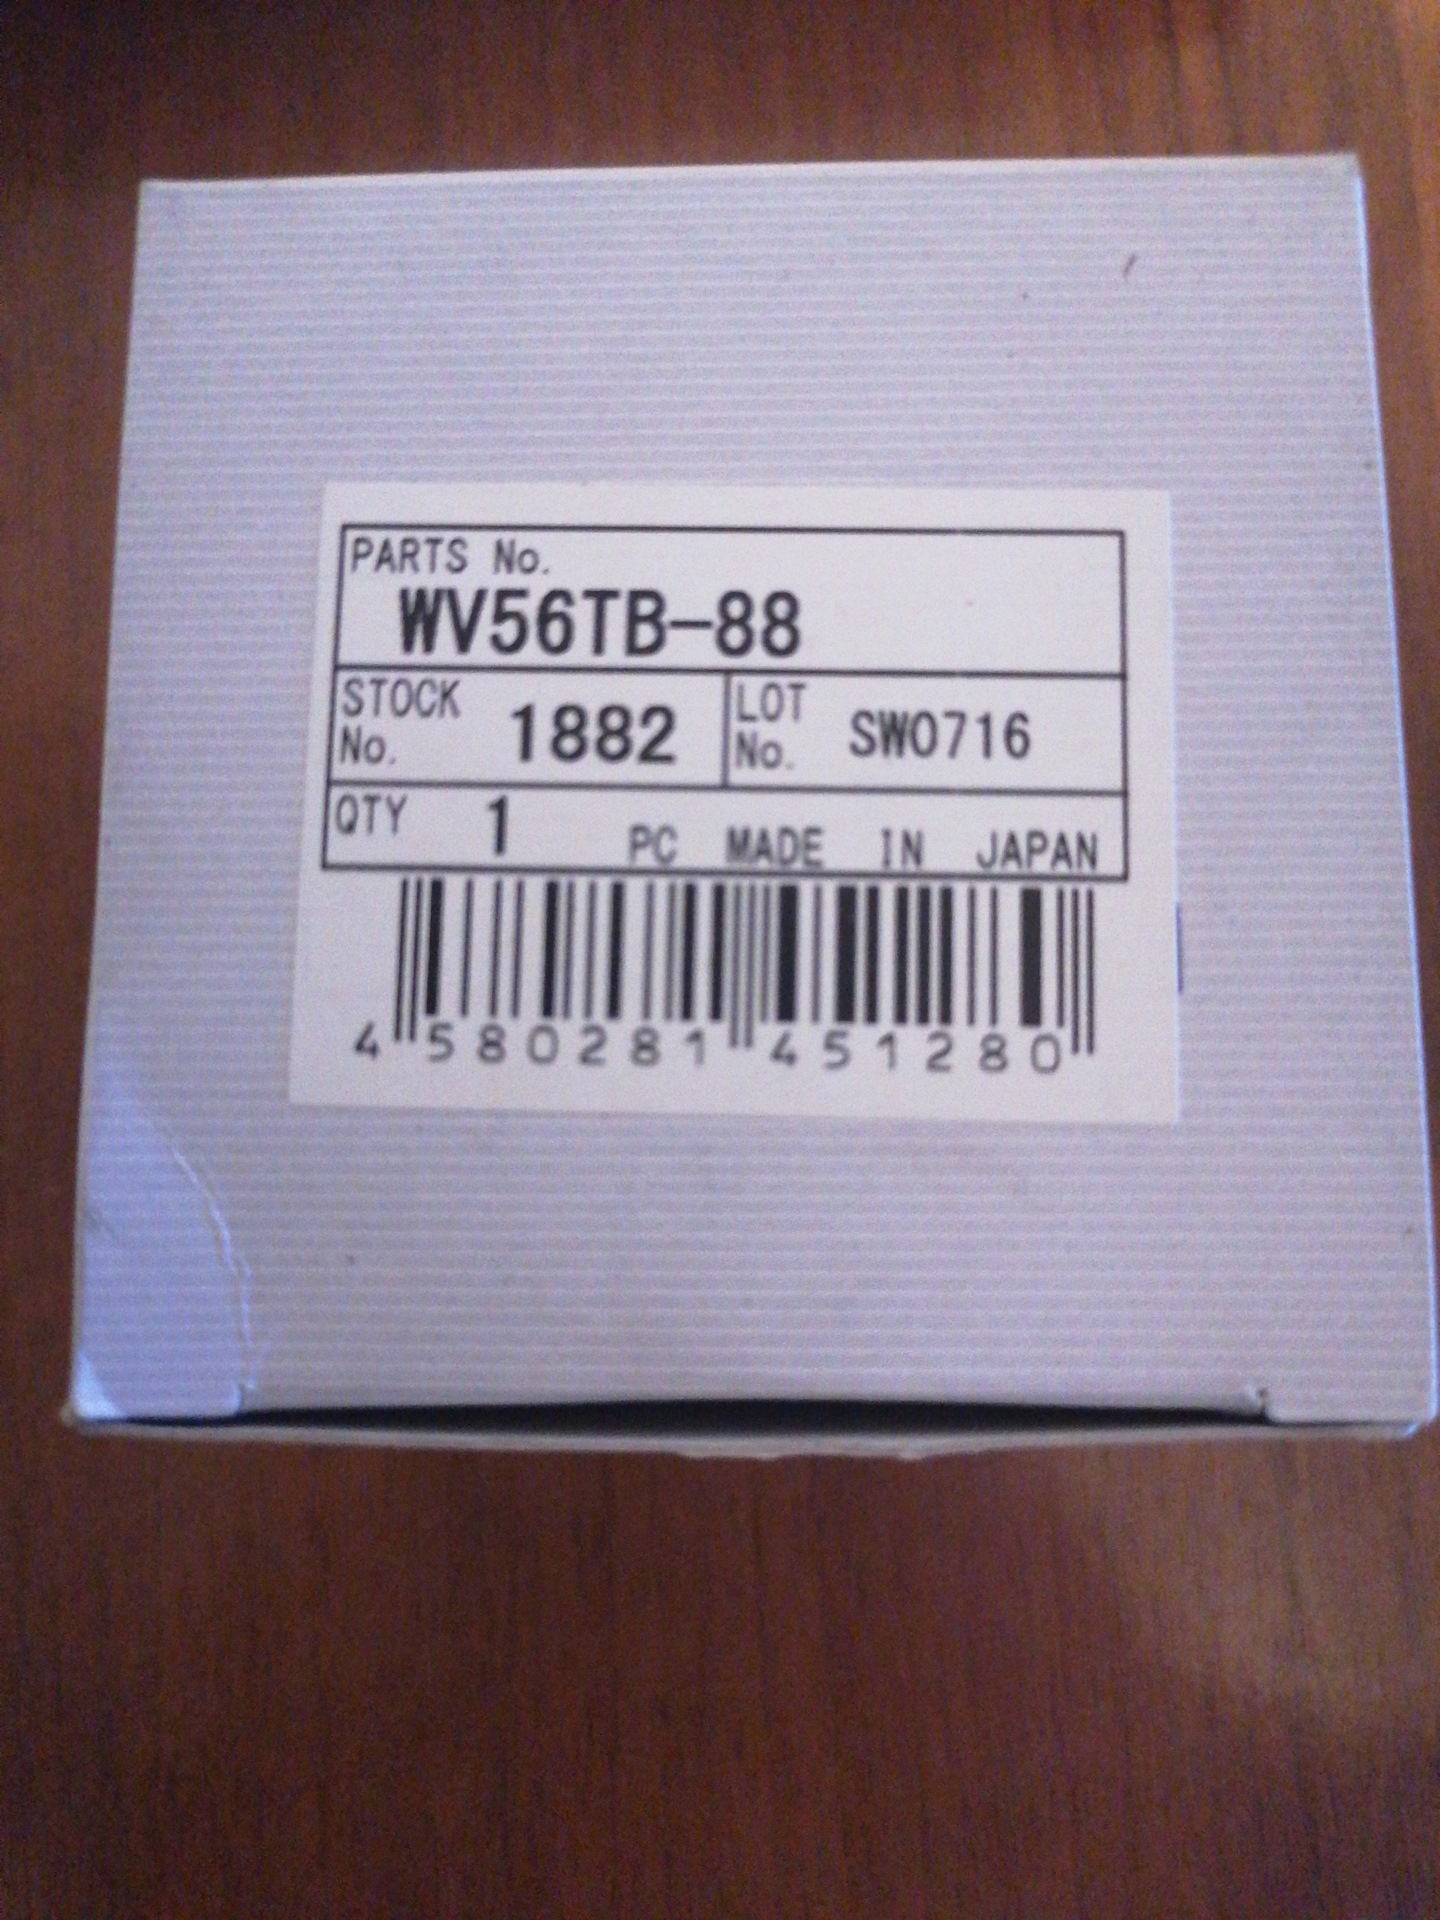 PARTS No.
WV56TB-88
STOCK No. 1882
LOT No. SW0716
QTY 1 PC MADE IN JAPAN
4 580281 451280